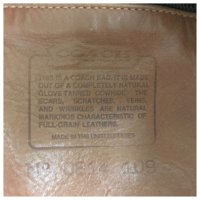 THIS IS A COACH BAG. IT IS MADE
OUT OF A COMPLETELY NATURAL
GLOVE TANNED COWHIDE. THE
SCARS, SCRATCHES, VEINS,
AND WRINKLES ARE NATURAL
MARKINGS CHARACTERISTIC OF
FULL GRAIN LEATHERS.
MADE IN THE UNITED STATES